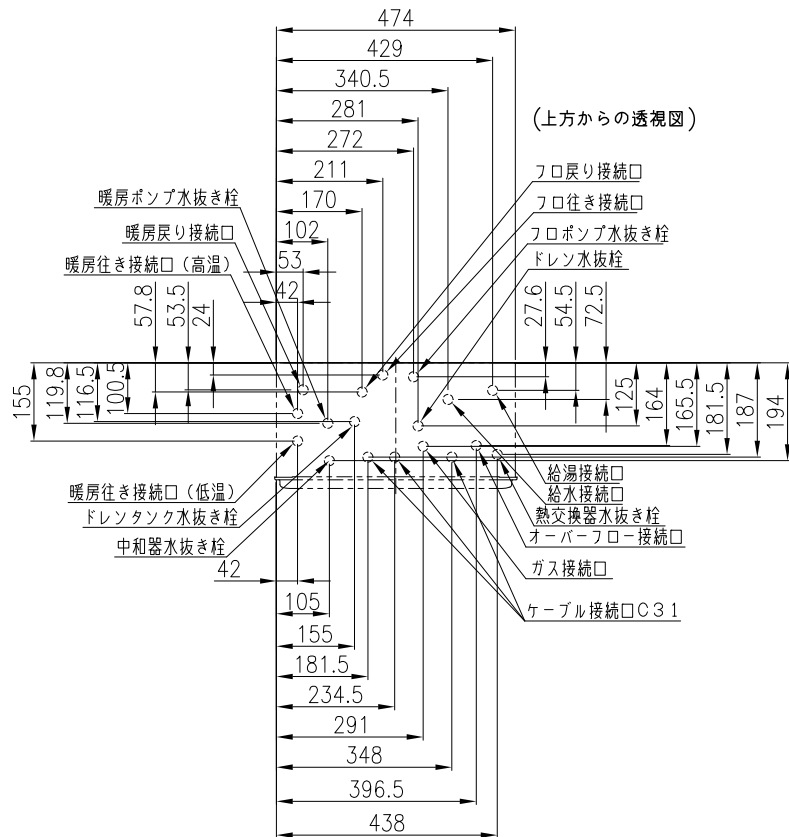 474
429
340.5
281
272
211
170
102
53
42
(上方からの透視図)
フロ戻り接続口
フロ往き接続口
フロポンプ水抜き栓
ドレン水抜栓
暖房ポンプ水抜き栓
暖房戻り接続口
暖房往き接続口(高温)
57.8
53.5
24
27.6
54.5
72.5
155
119.8
116.5
100.5
125
164
165.5
181.5
187
194
暖房往き接続口(低温)
ドレンタンク水抜き栓
中和器水抜き栓
給湯接続口
給水接続口
熱交換器水抜き栓
オーバーフロー接続口
ガス接続口
ケーブル接続口C31
42
105
155
181.5
234.5
291
348
396.5
438